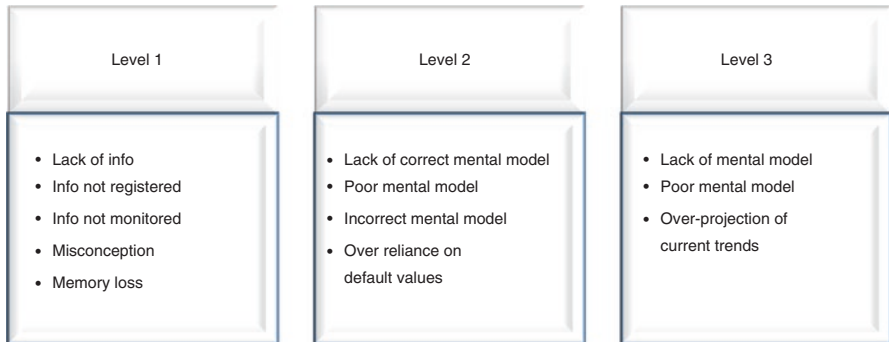 Level 1
• Lack of info
• Info not registered
• Info not monitored
• Misconception
• Memory loss
Level 2
• Lack of correct mental model
• Poor mental model
• Incorrect mental model
• Over reliance on
default values
Level 3
• Lack of mental model
• Poor mental model
• Over-projection of
current trends